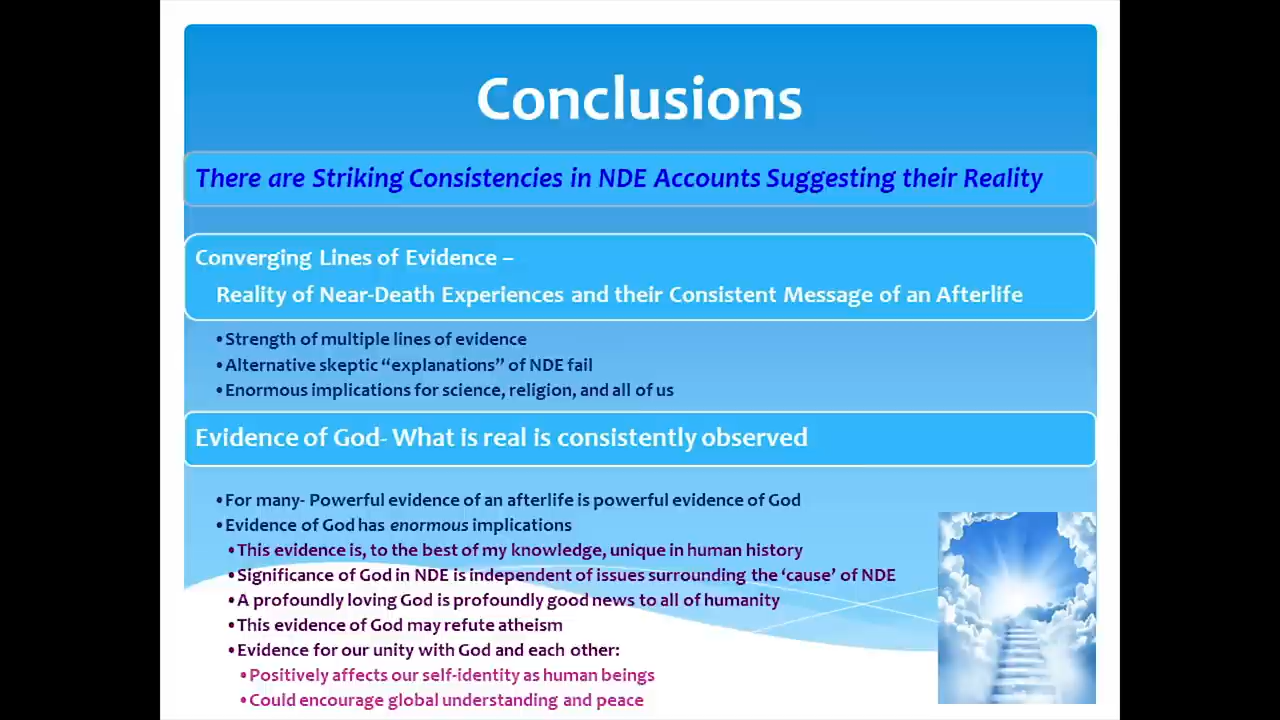 Conclusions
There are Striking Consistencies in NDE Accounts Suggesting their Reality
Converging Lines of Evidence –
Reality of Near-Death Experiences and their Consistent Message of an Afterlife
•Strength of multiple lines of evidence
•Alternative skeptic “explanations” of NDE fail
•Enormous implications for science, religion, and all of us
Evidence of God- What is real is consistently observed
•For many- Powerful evidence of an afterlife is powerful evidence of God
•Evidence of God has enormous implications
•This evidence is, to the best of my knowledge, unique in human history
•Significance of God in NDE is independent of issues surrounding the ‘cause’ of NDE
•A profoundly loving God is profoundly good news to all of humanity
•This evidence of God may refute atheism
•Evidence for our unity with God and each other:
•Positively affects our self-identity as human beings
•Could encourage global understanding and peace